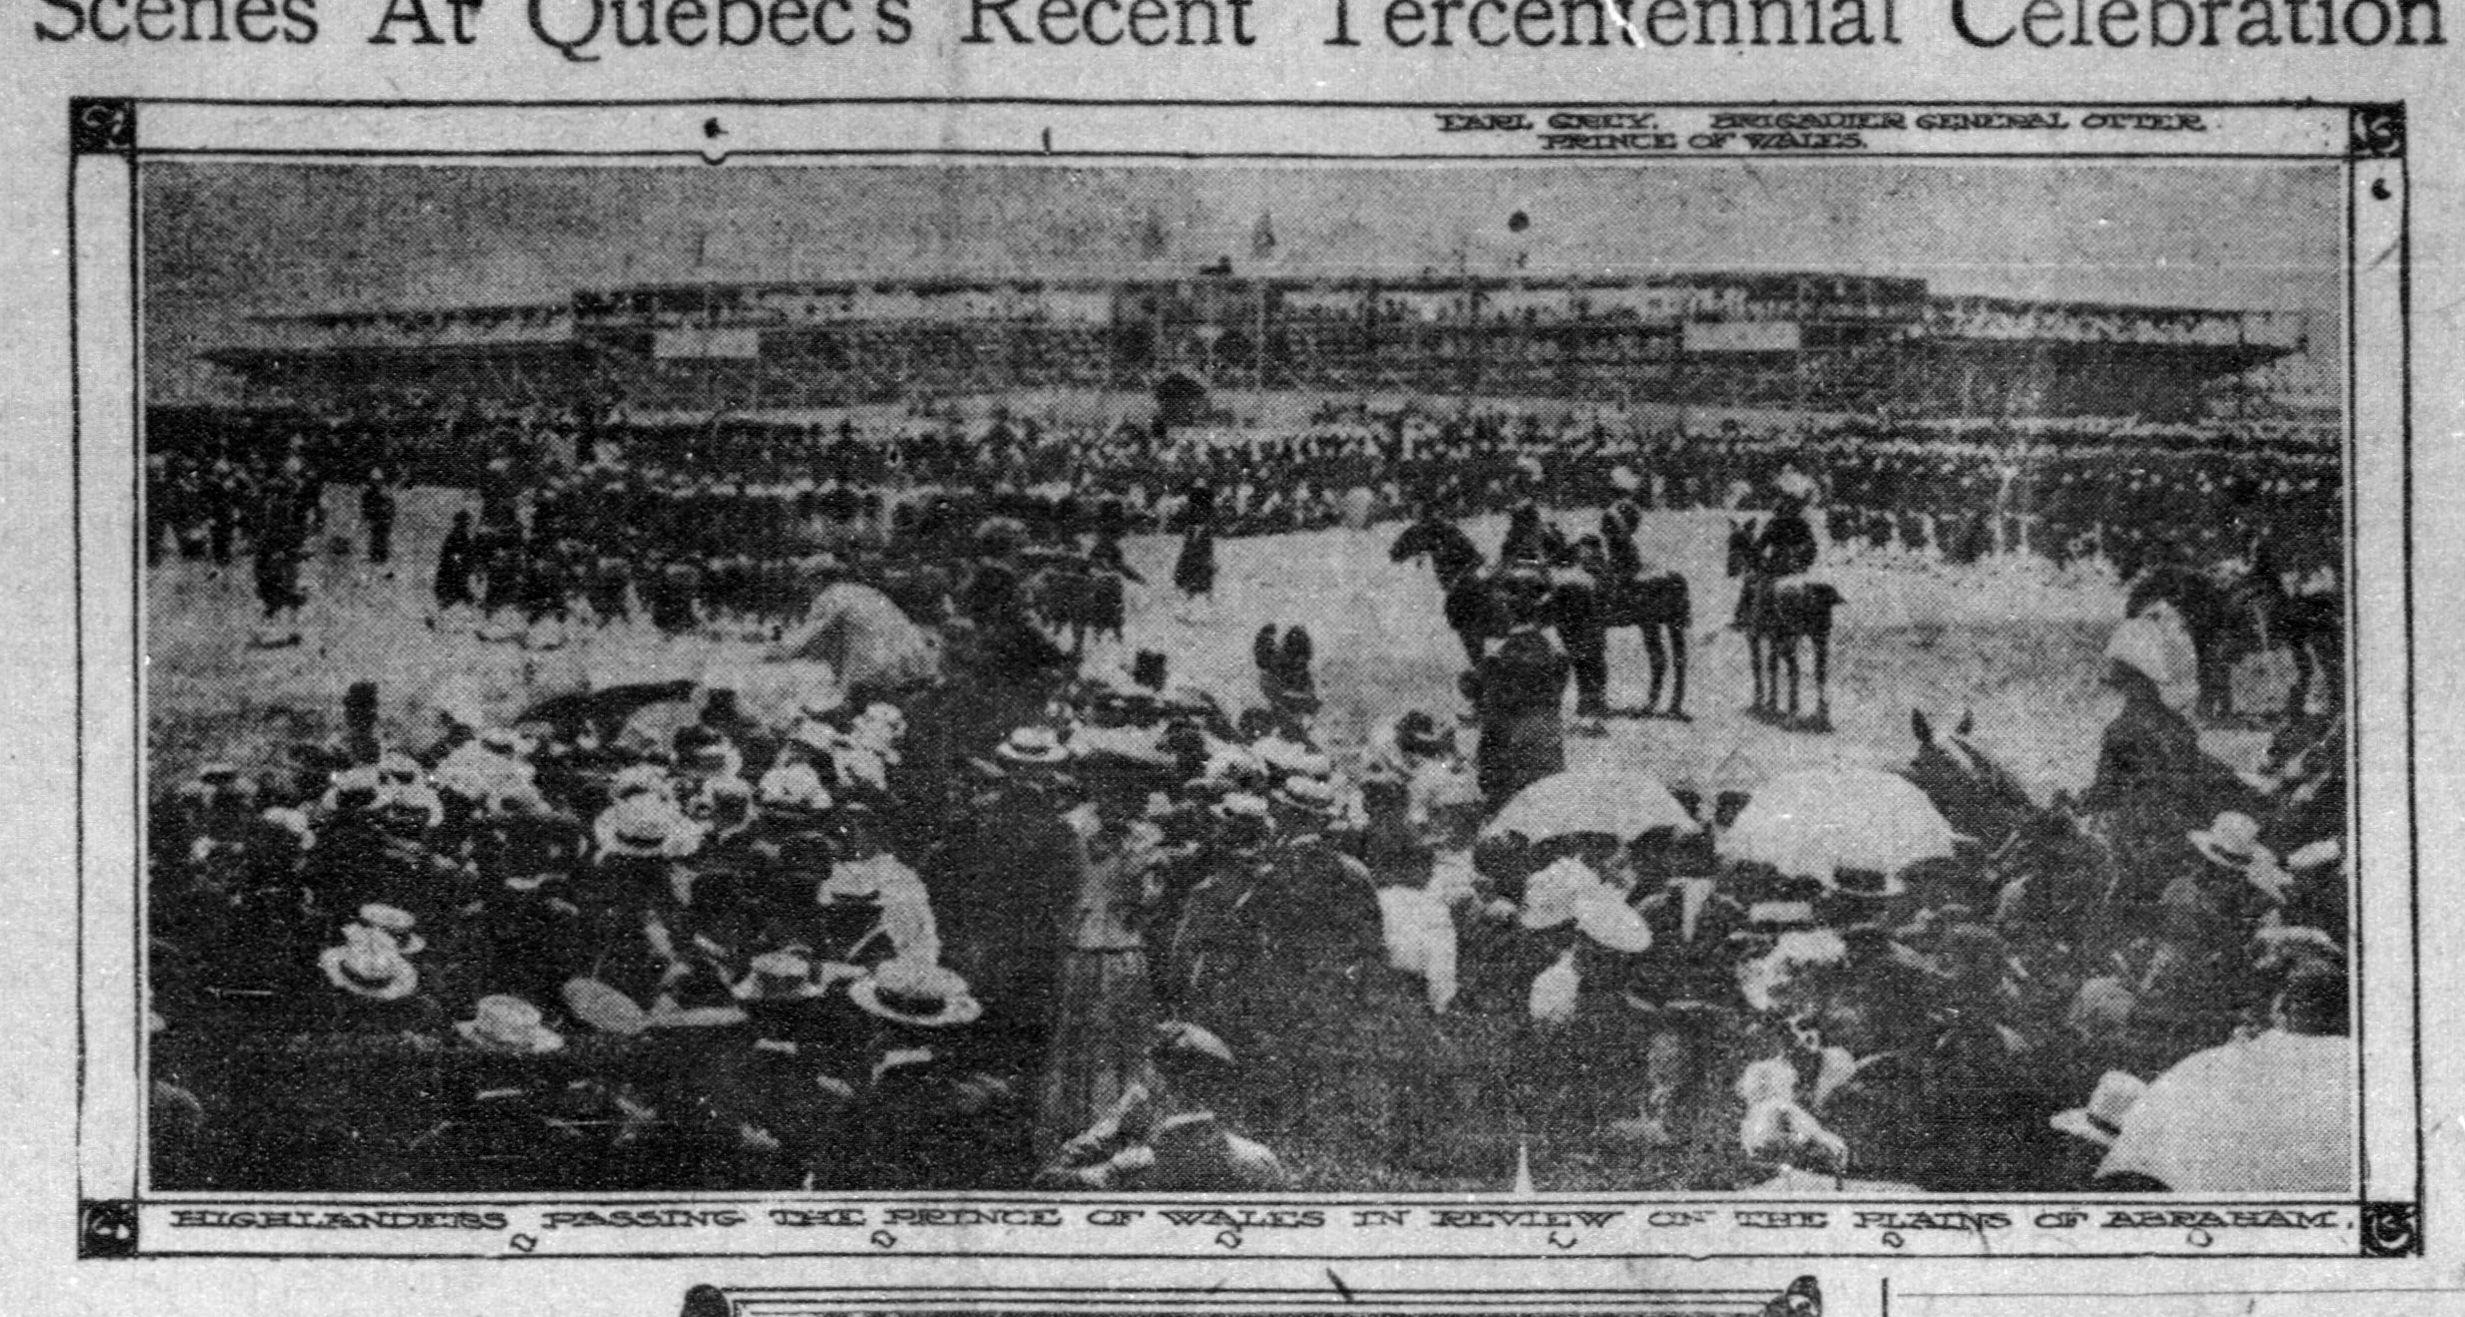 Scenes At Quebec's Recent Tercentennial Celebration
EARL GREY. BRIGADIER GENERAL OTTER
PRINCE OF WALES.
HIGHLANDERS PASSING THE PRINCE OF WALES IN REVIEW ON THE PLAINS OF ABRAHAM.